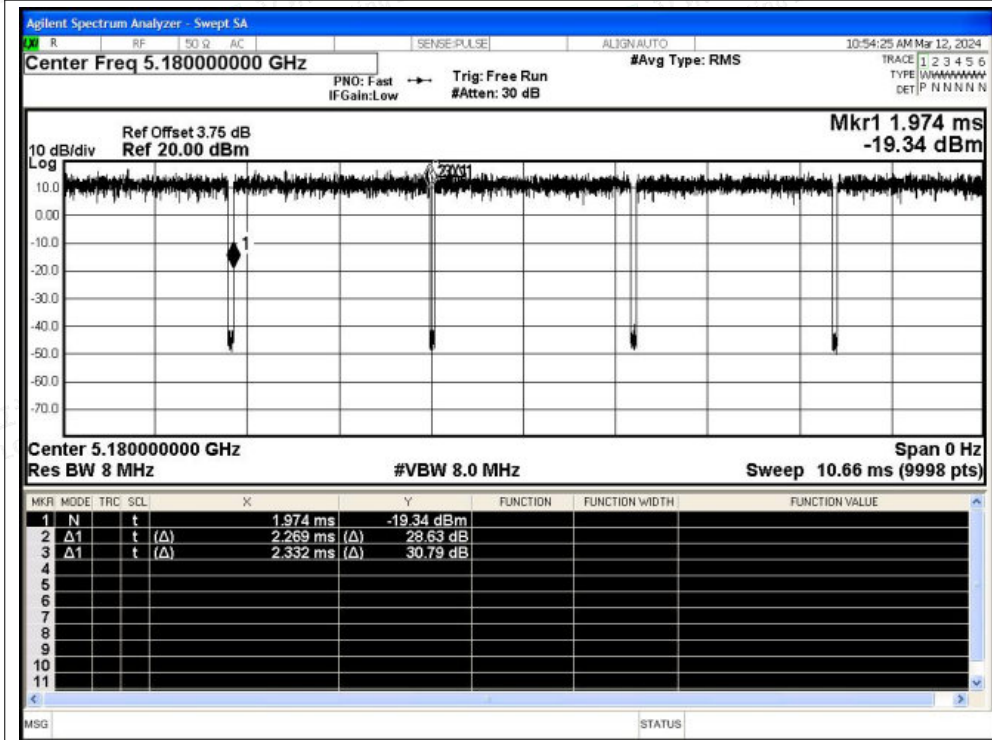 Agilent Spectrum Analyzer - Swept SA
LXI R RF 50 Ω AC SENSE:PULSE ALIGNAUTO 10:54:25 AM Mar 12, 2024
Center Freq 5.180000000 GHz #Avg Type: RMS TRACE 1 2 3 4 5 6
PNO: Fast Trig: Free Run TYPE WWWWWW
IFGain:Low #Atten: 30 dB DET P N N N N N
Mkr1 1.974 ms
Ref Offset 3.75 dB
10 dB/div Ref 20.00 dBm -19.34 dBm
Log
10.0
0.00
-10.0
1
-20.0
-30.0
-40.0
-50.0
-60.0
-70.0
Center 5.180000000 GHz Span 0 Hz
Res BW 8 MHz #VBW 8.0 MHz Sweep 10.66 ms (9998 pts)
MKR MODE TRC SCL X Y FUNCTION FUNCTION WIDTH FUNCTION VALUE
1 N t 1.974 ms -19.34 dBm
2 Δ1 t (Δ) 2.269 ms (Δ) 28.63 dB
3 Δ1 t (Δ) 2.332 ms (Δ) 30.79 dB
4
5
6
7
8
9
10
11
MSG STATUS